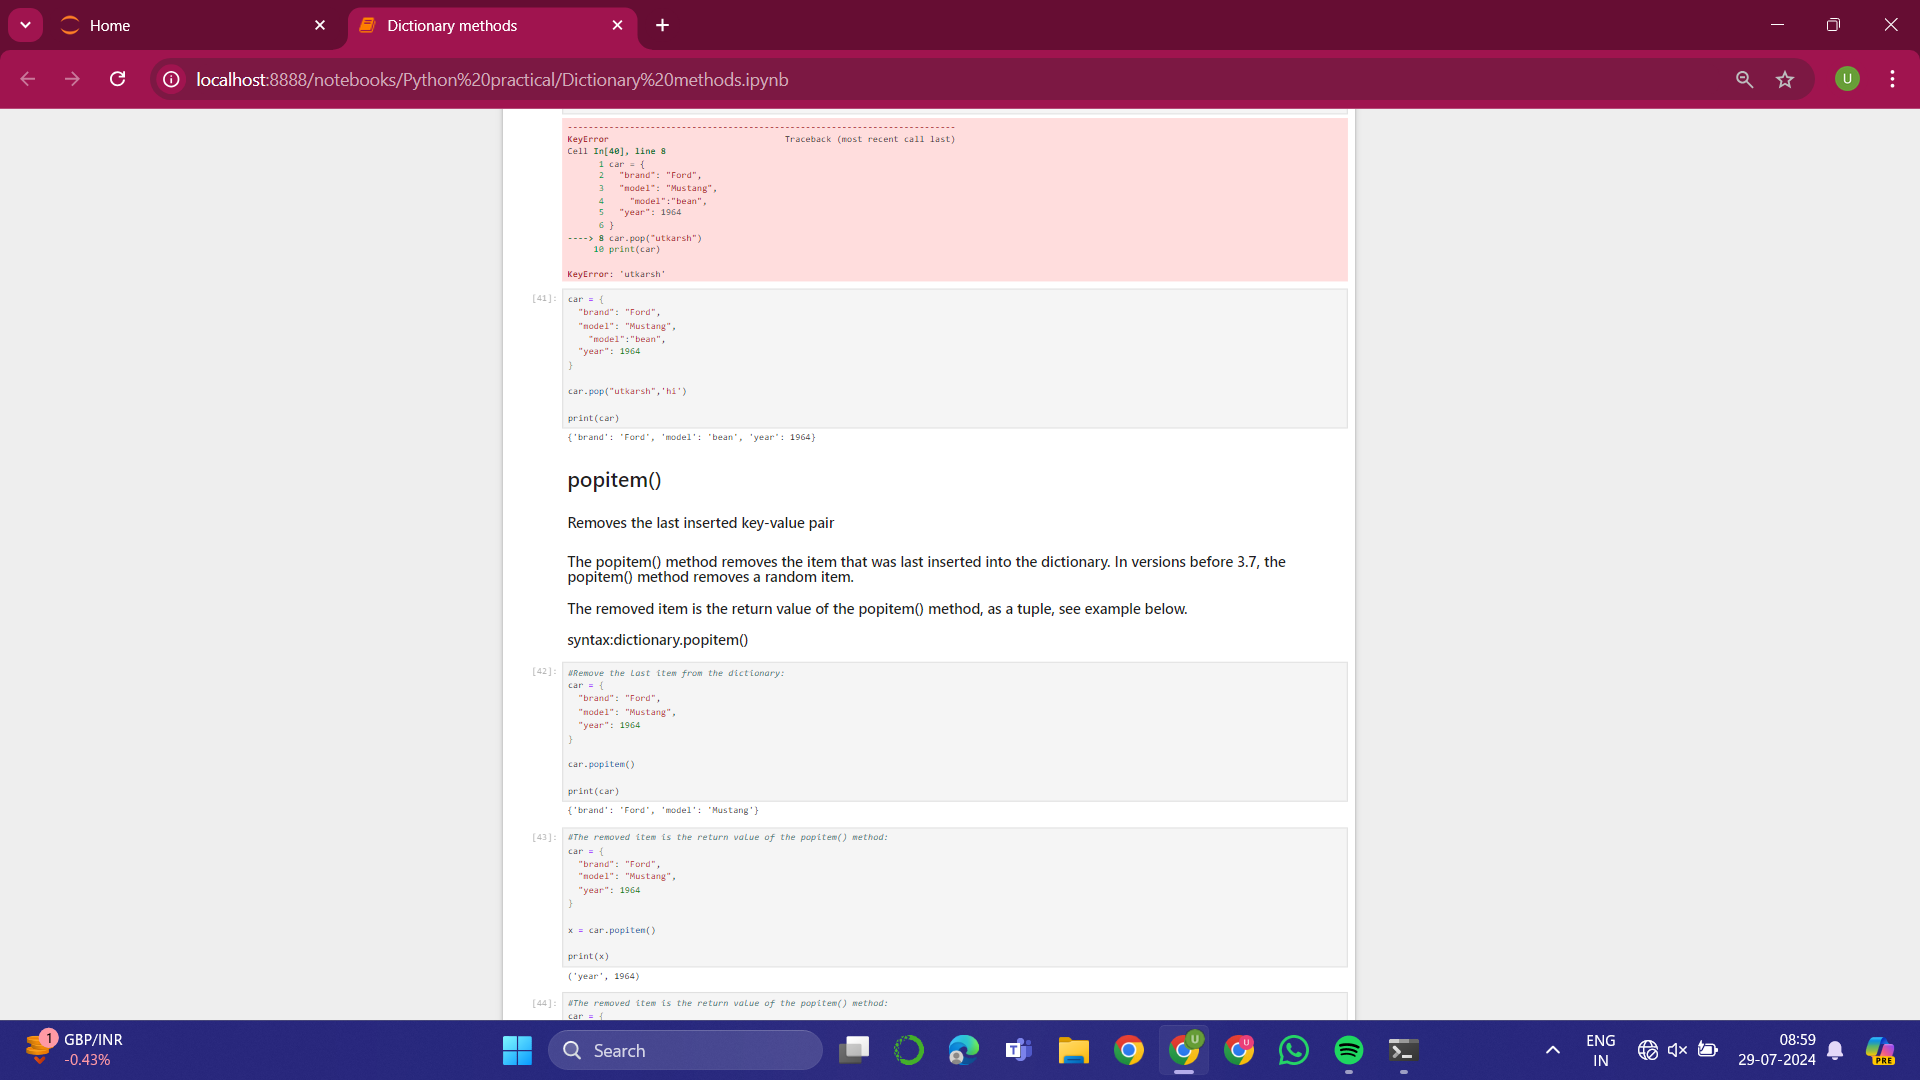 Home
Dictionary methods
localhost:8888/notebooks/Python%20practical/Dictionary%20methods.ipynb
U
---------------------------------------------------------------------------
KeyError                                  Traceback (most recent call last)
Cell In[40], line 8
1 car = {
2   "brand": "Ford",
3   "model": "Mustang",
4     "model":"bean",
5   "year": 1964
6 }
----> 8 car.pop("utkarsh")
10 print(car)
KeyError: 'utkarsh'
[41]: car = {
"brand": "Ford",
"model": "Mustang",
"model":"bean",
"year": 1964
}
car.pop("utkarsh",'hi')
print(car)
{'brand': 'Ford', 'model': 'bean', 'year': 1964}
popitem()
Removes the last inserted key-value pair
The popitem() method removes the item that was last inserted into the dictionary. In versions before 3.7, the
popitem() method removes a random item.
The removed item is the return value of the popitem() method, as a tuple, see example below.
syntax:dictionary.popitem()
[42]: #Remove the last item from the dictionary:
car = {
"brand": "Ford",
"model": "Mustang",
"year": 1964
}
car.popitem()
print(car)
{'brand': 'Ford', 'model': 'Mustang'}
[43]: #The removed item is the return value of the popitem() method:
car = {
"brand": "Ford",
"model": "Mustang",
"year": 1964
}
x = car.popitem()
print(x)
('year', 1964)
[44]: #The removed item is the return value of the popitem() method:
car = {
1
GBP/INR
-0.43%
Search
U
U
ENG
IN
08:59
29-07-2024
PRE